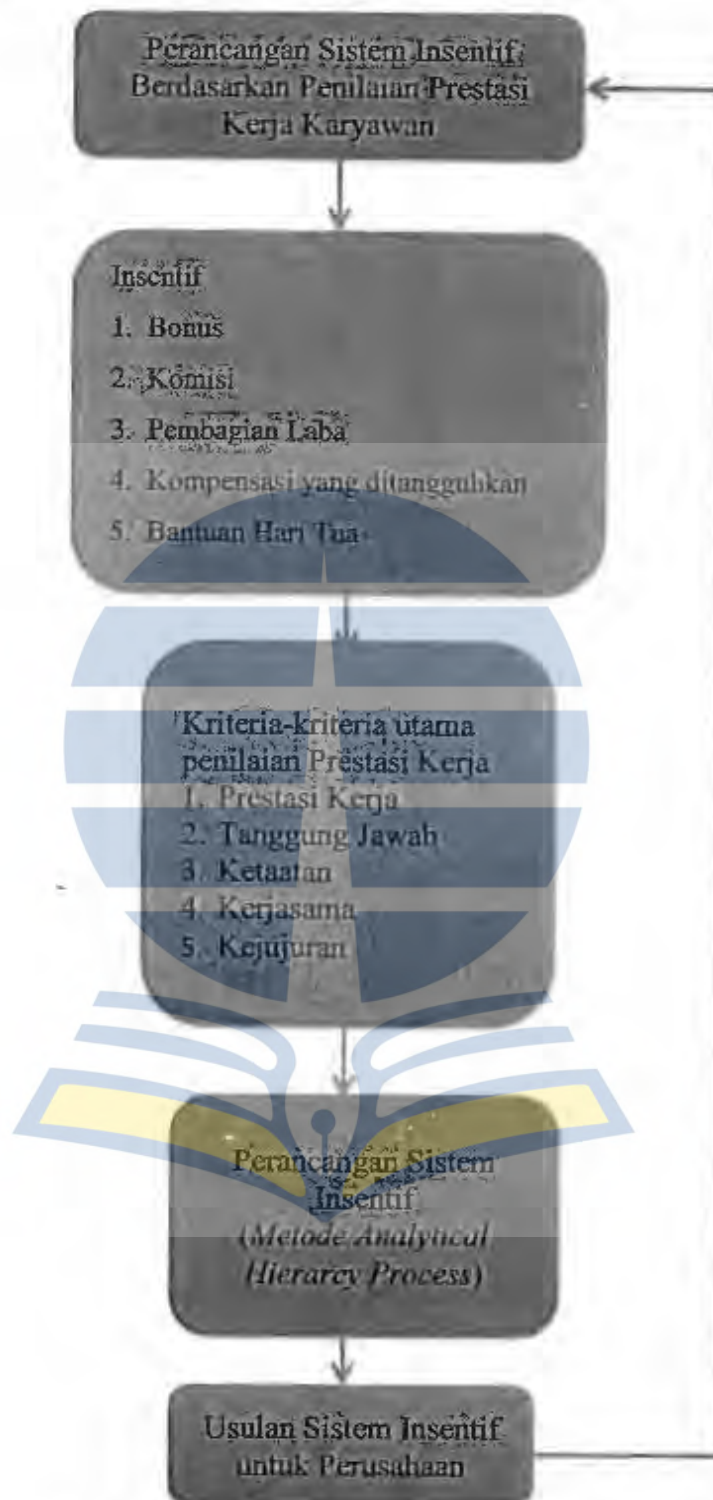 Perancangan Sistem Insentif
Berdasarkan Penilaian Prestasi
Kerja Karyawan
Insentif
1. Bonus
2. Komisi
3. Pembagian Laba
4. Kompensasi yang ditangguhkan
5. Bantuan Hari Tua
Kriteria-kriteria utama
penilaian Prestasi Kerja
1. Prestasi Kerja
2. Tanggung Jawab
3. Ketaatan
4. Kerjasama
5. Kejujuran
Perancangan Sistem
Insentif
(Metode Analytical
Hierarcy Process)
Usulan Sistem Insentif
untuk Perusahaan